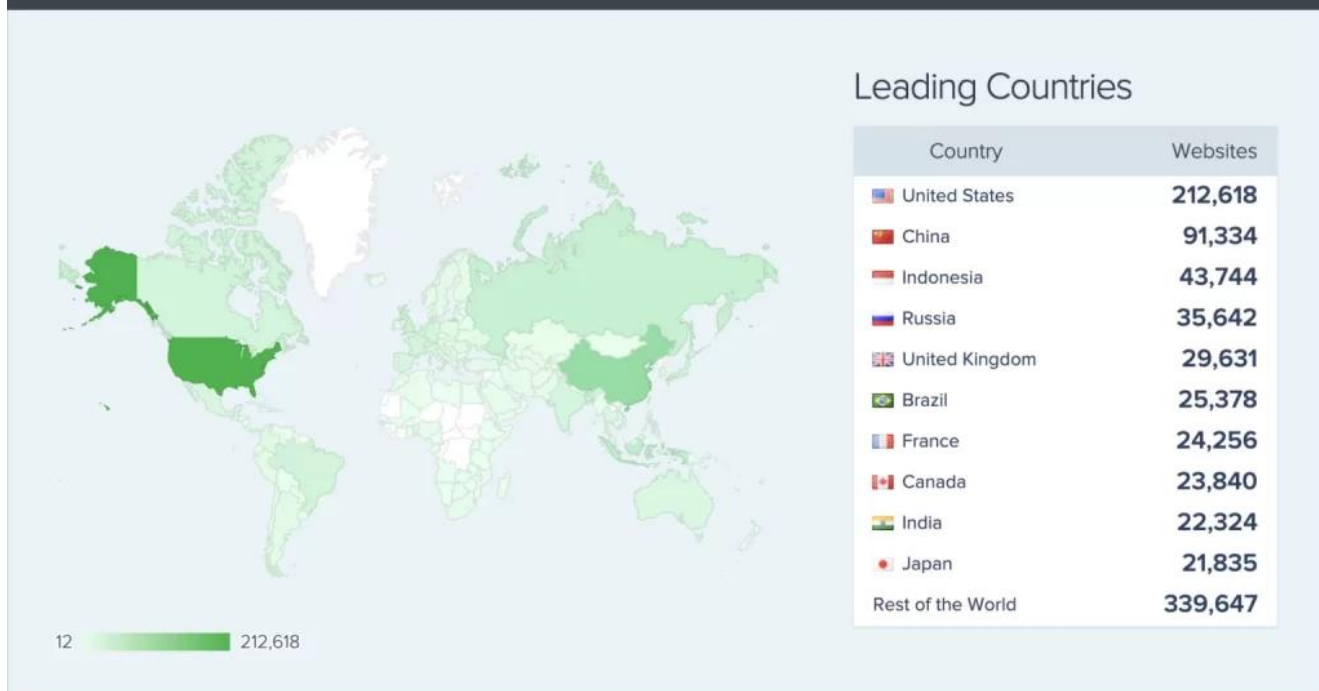 Leading Countries
Country Websites
United States 212,618
China 91,334
Indonesia 43,744
Russia 35,642
United Kingdom 29,631
Brazil 25,378
France 24,256
Canada 23,840
India 22,324
Japan 21,835
Rest of the World 339,647
12 212,618